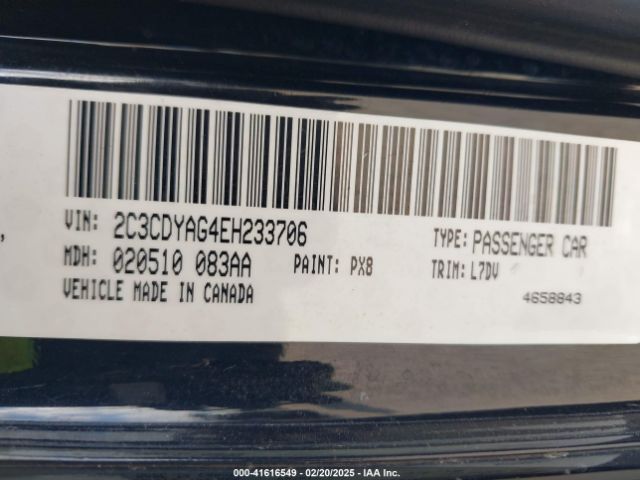 VIN: 2C3CDYAG4EH233706 TYPE: PASSENGER CAR
MDH: 020510 083AA PAINT: PX8 TRIM: L7DV
VEHICLE MADE IN CANADA 4658843
000-41616549 - 02/20/2025 - IAA Inc.